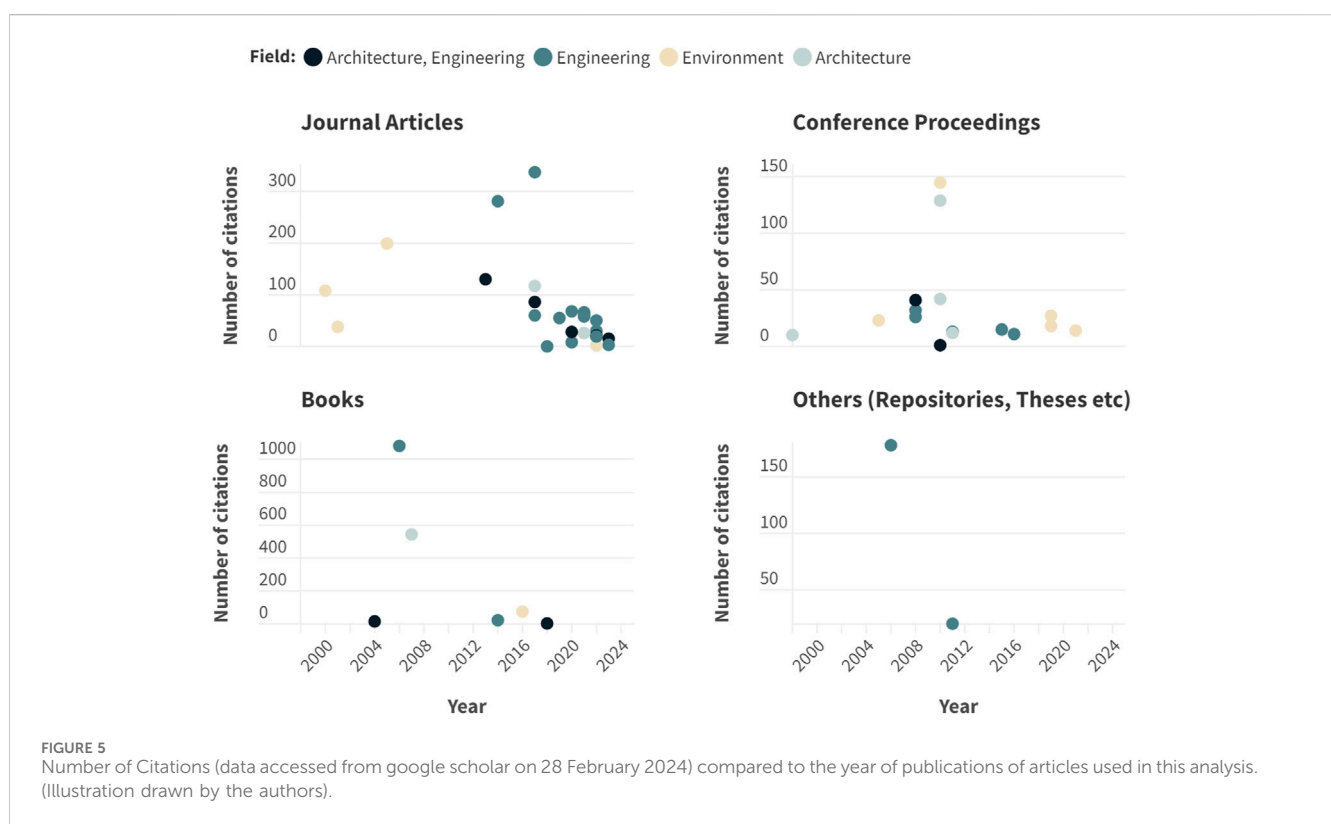 Field: Architecture, Engineering Engineering Environment Architecture
Journal Articles
Number of citations
300
200
100
0
Conference Proceedings
Number of citations
150
100
50
0
Books
Number of citations
1000
800
600
400
200
0
2000 2004 2008 2012 2016 2020 2024
Year
Others (Repositories, Theses etc)
Number of citations
150
100
50
2000 2004 2008 2012 2016 2020 2024
Year
FIGURE 5
Number of Citations (data accessed from google scholar on 28 February 2024) compared to the year of publications of articles used in this analysis.
(Illustration drawn by the authors).